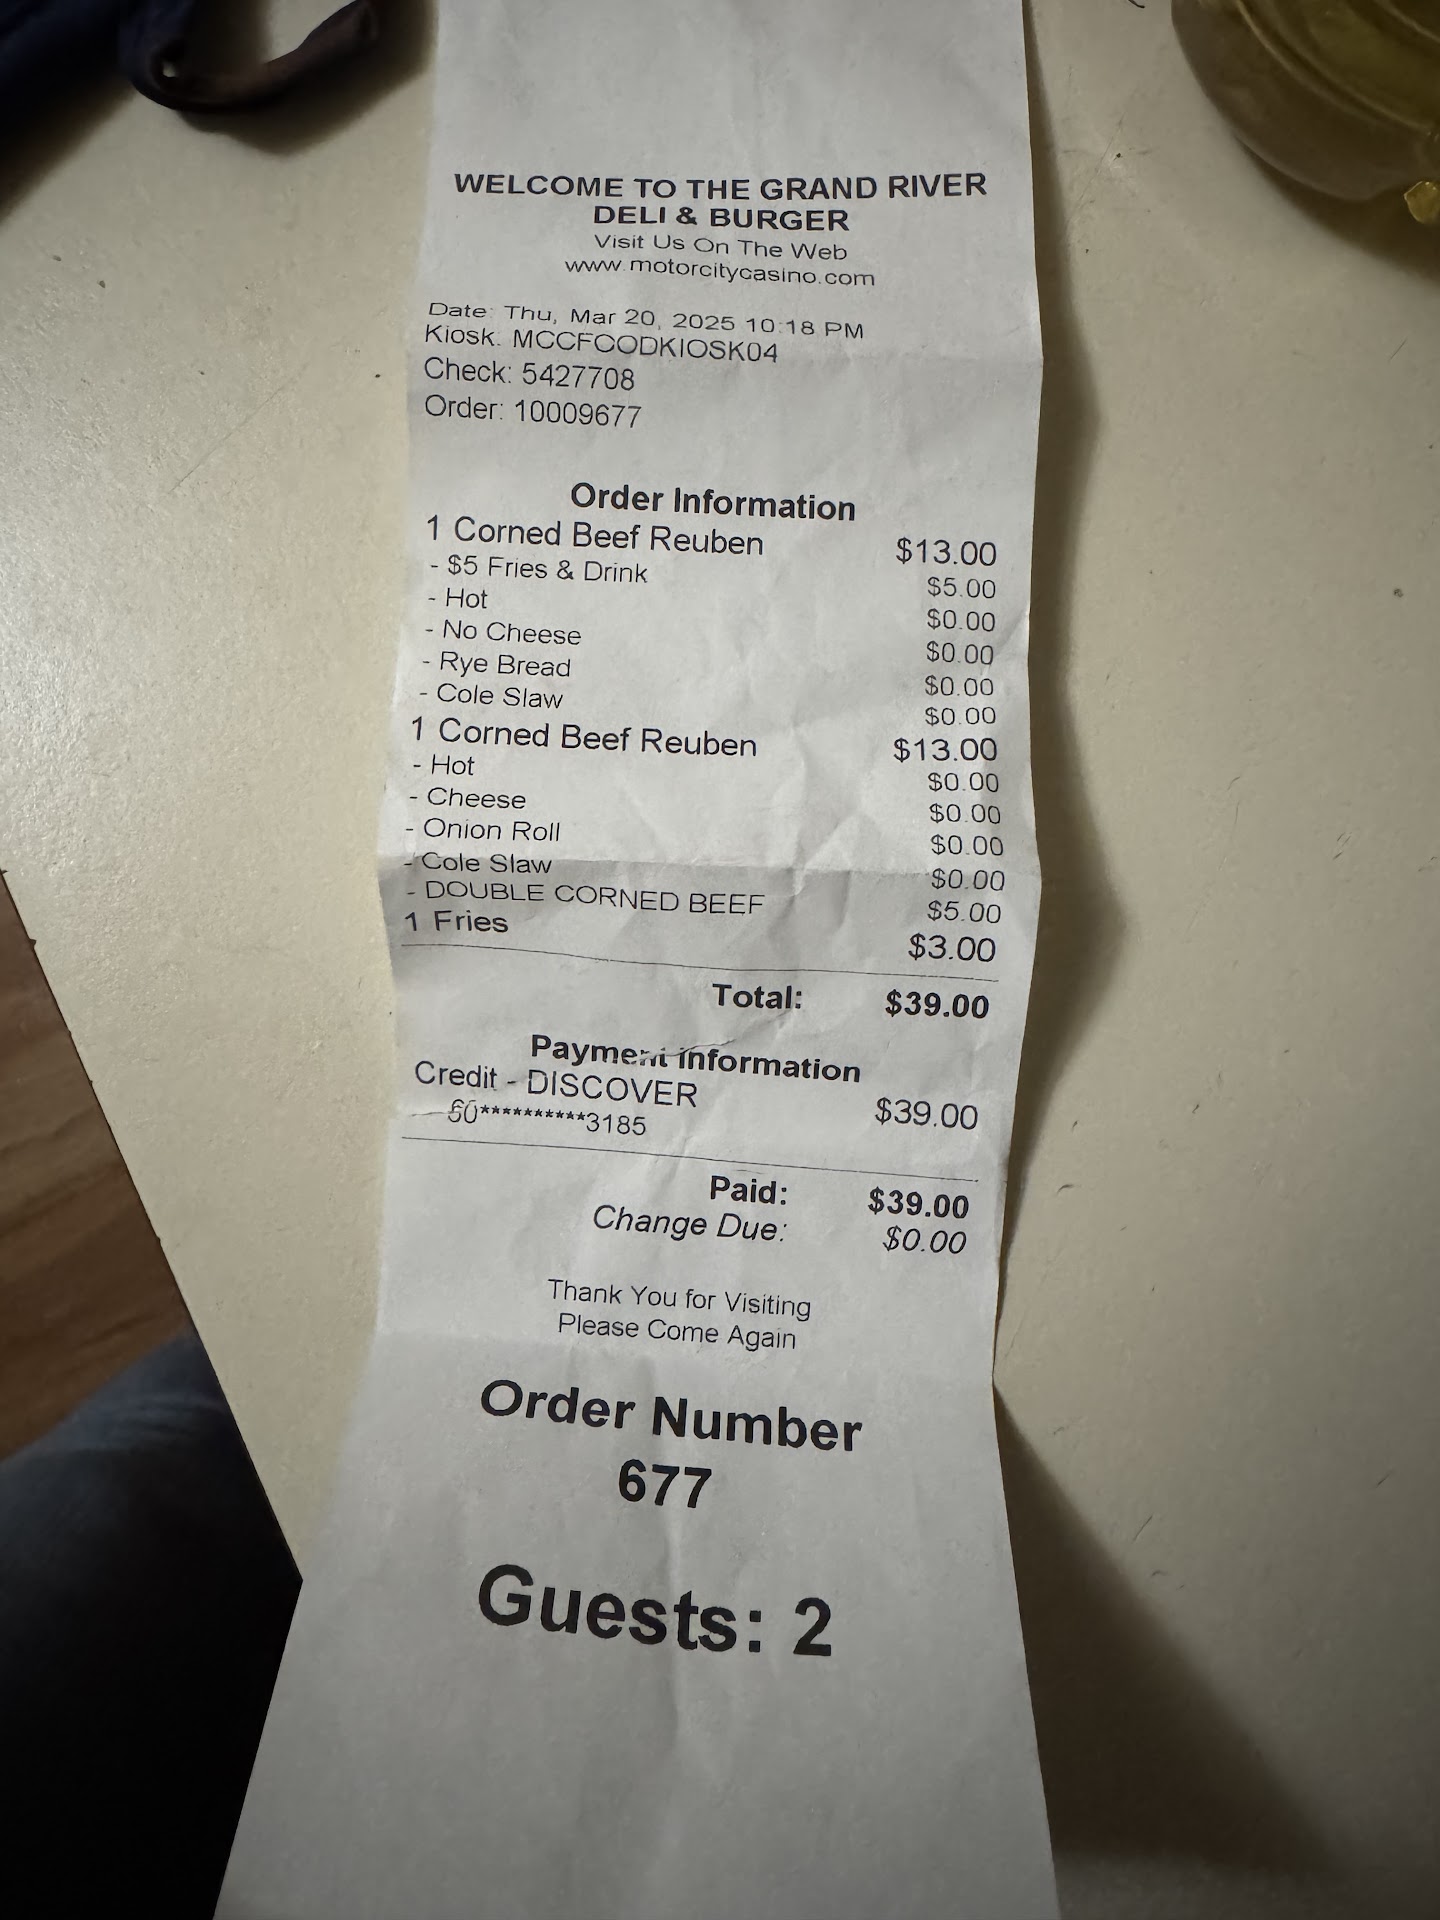 WELCOME TO THE GRAND RIVER
DELI & BURGER
Visit Us On The Web
www.motorcitycasino.com
Date: Thu, Mar 20, 2025 10:18 PM
Kiosk: MCCFOODKIOSK04
Check: 5427708
Order: 10009677
Order Information
1 Corned Beef Reuben $13.00
- $5 Fries & Drink $5.00
- Hot $0.00
- No Cheese $0.00
- Rye Bread $0.00
- Cole Slaw $0.00
1 Corned Beef Reuben $13.00
- Hot $0.00
- Cheese $0.00
- Onion Roll $0.00
- Cole Slaw $0.00
- DOUBLE CORNED BEEF $5.00
1 Fries $3.00
Total: $39.00
Payment Information
Credit - DISCOVER $39.00
60**********3185
Paid: $39.00
Change Due: $0.00
Thank You for Visiting
Please Come Again
Order Number
677
Guests: 2